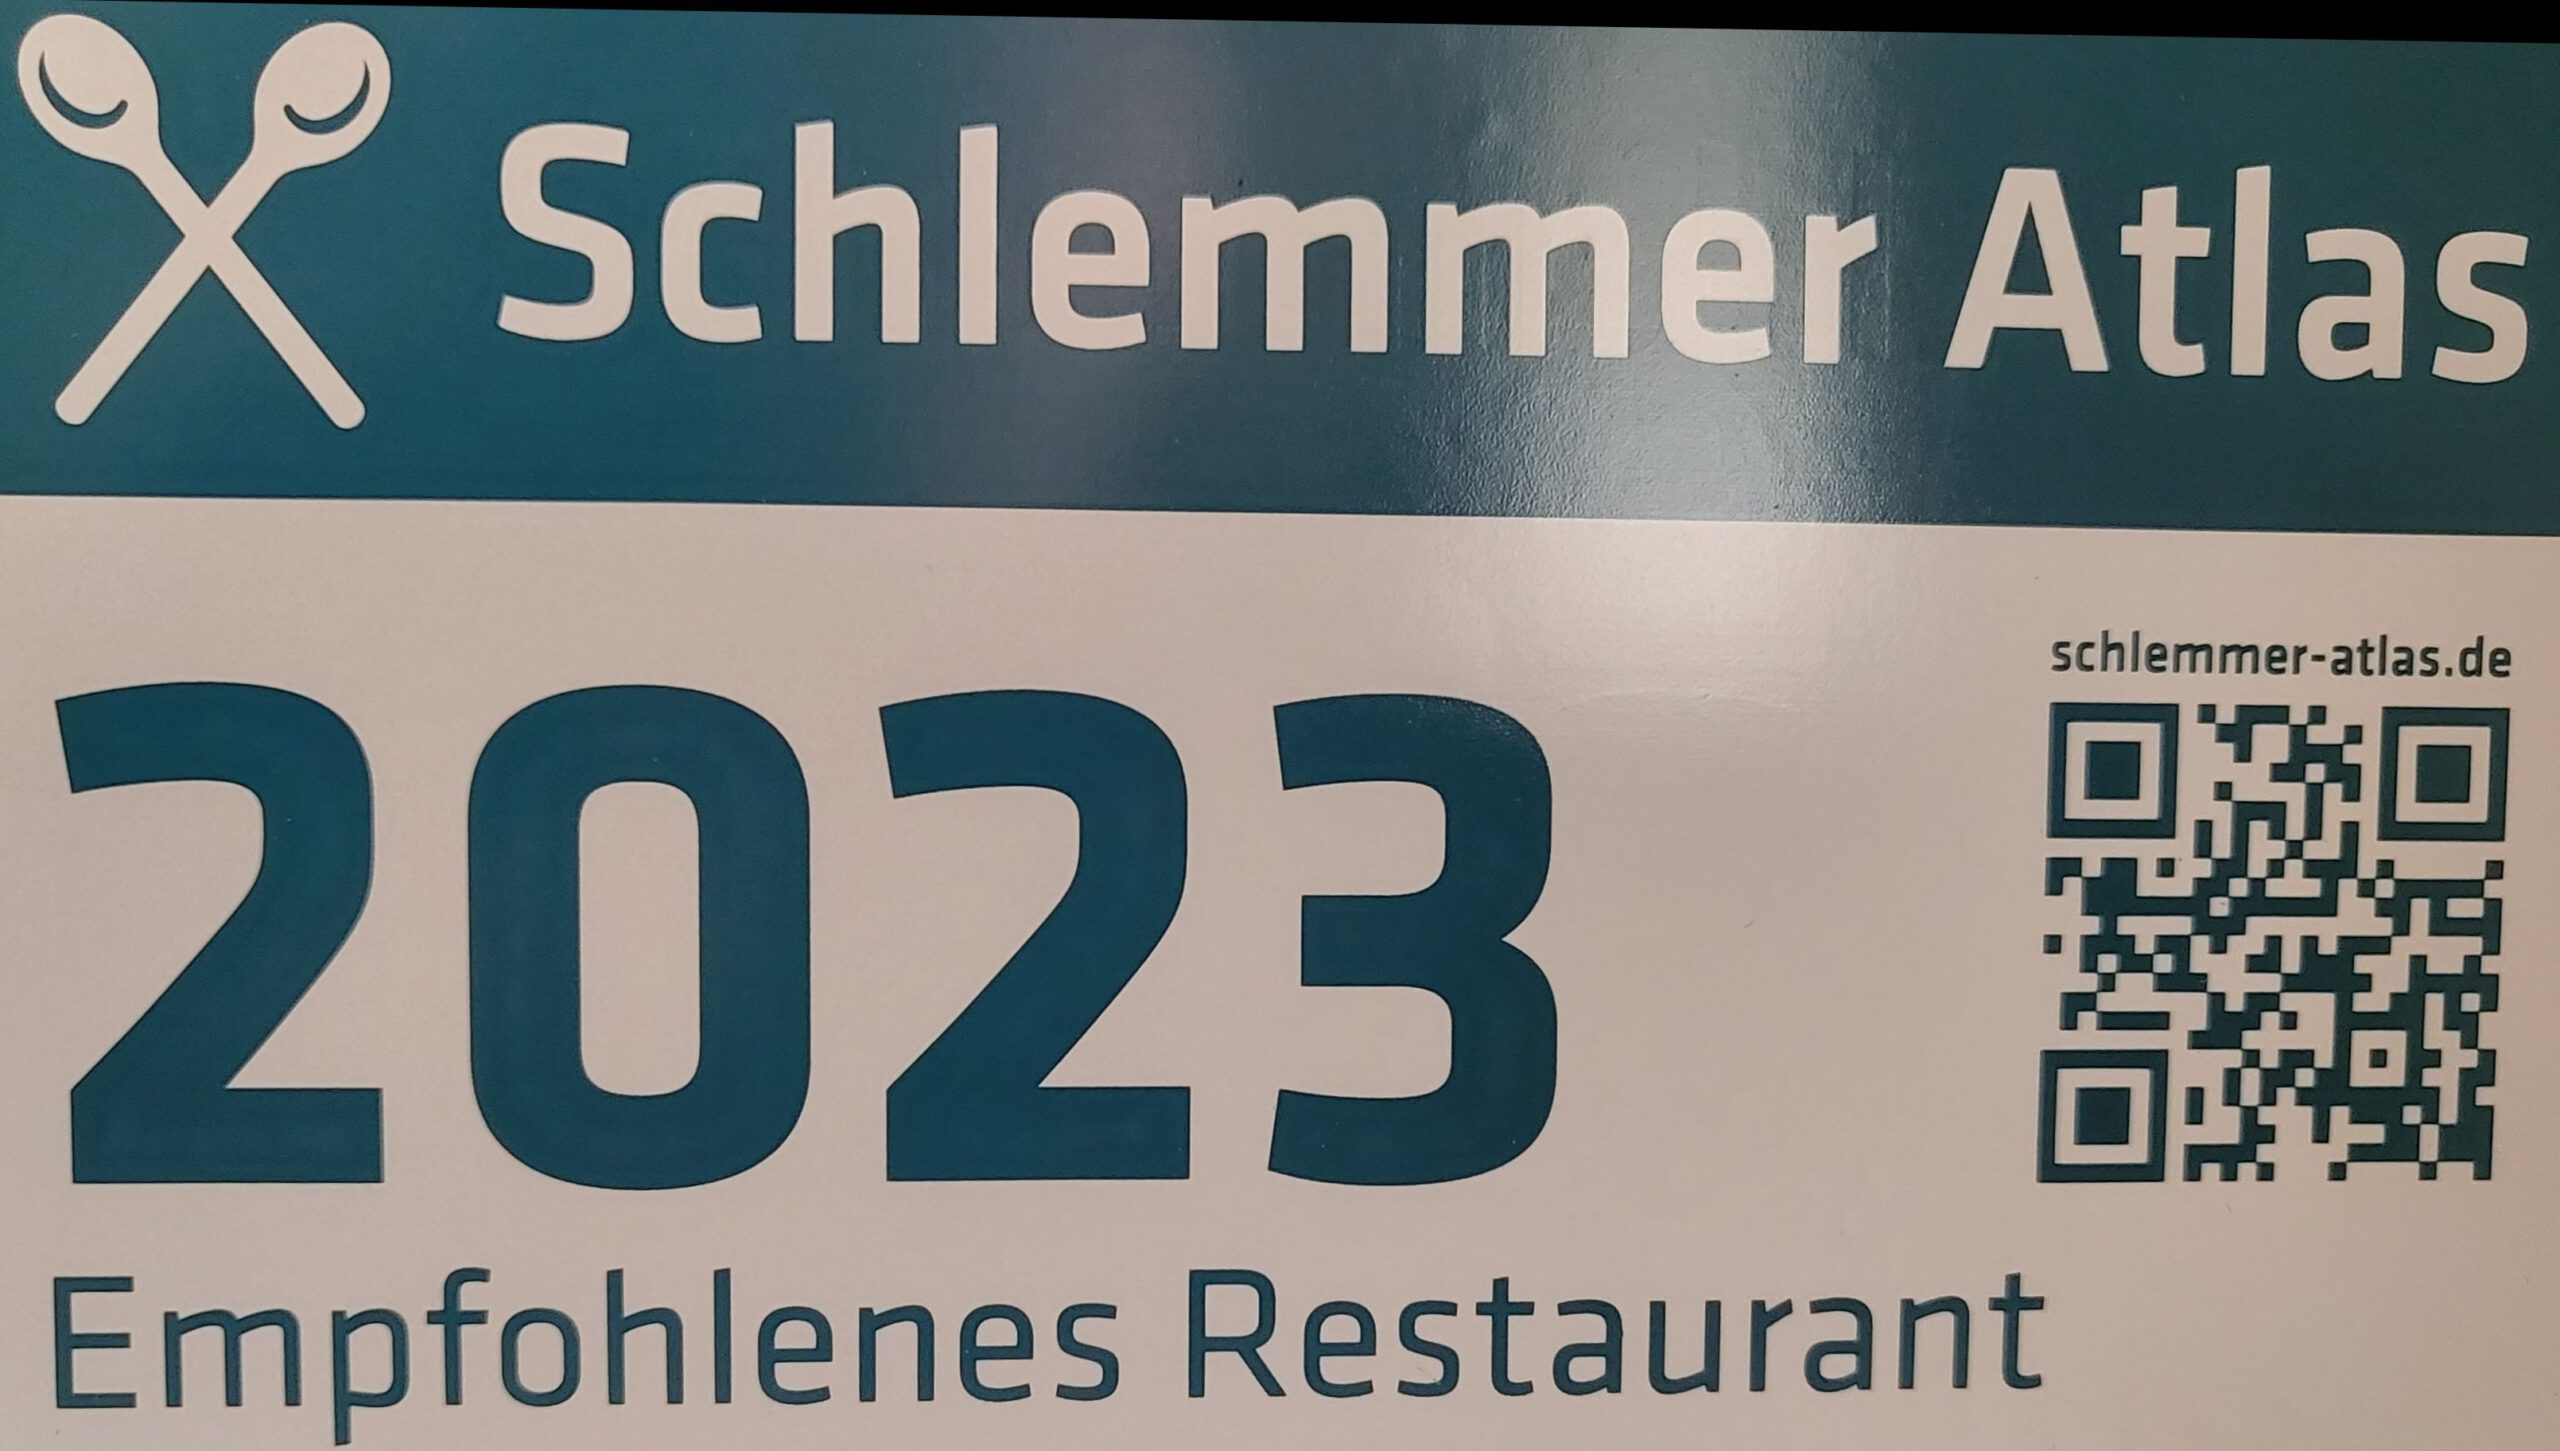 Schlemmer Atlas
schlemmer-atlas.de
2023
Empfohlenes Restaurant